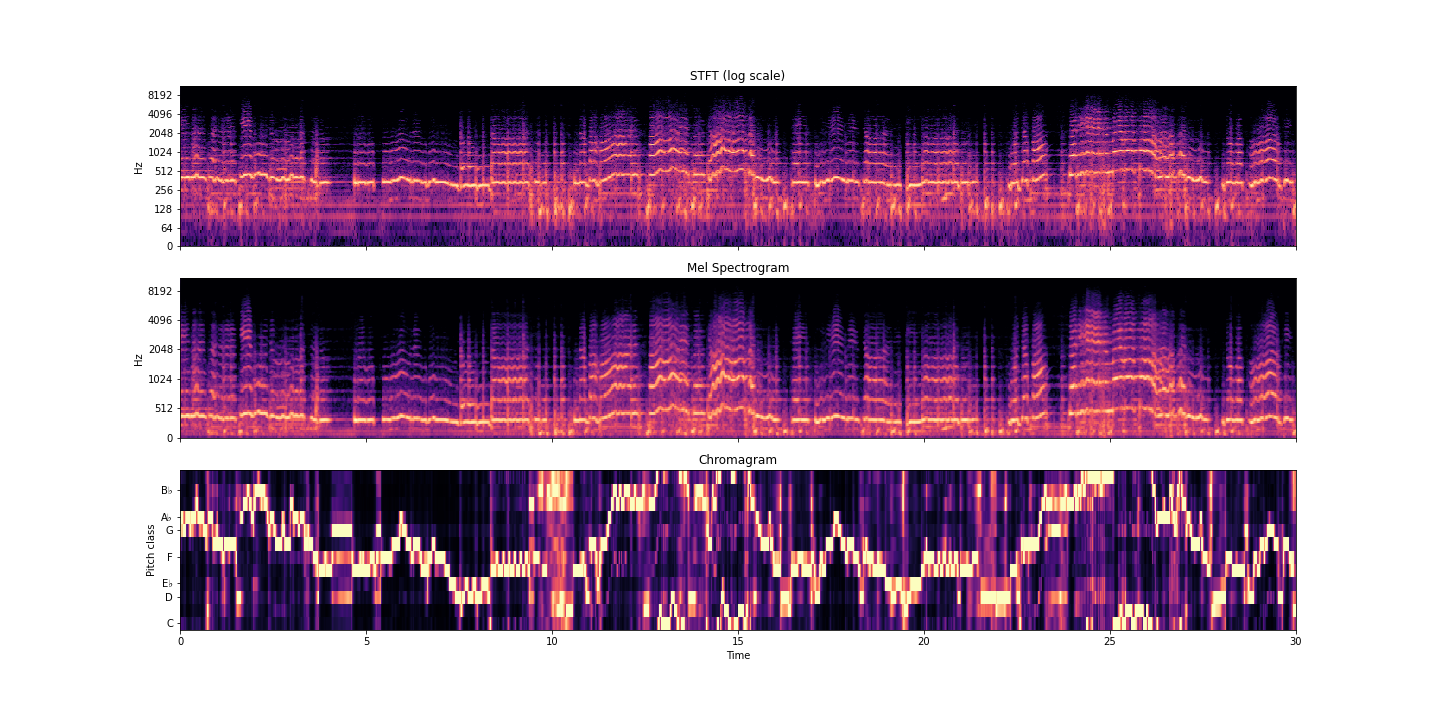 STFT (log scale)
8192
4096
2048
1024
512
256
128
64
0
Hz
Mel Spectrogram
8192
4096
2048
1024
512
0
Hz
Chromagram
B♭
A♭
G
F
E♭
D
C
Pitch class
0 5 10 15 20 25 30
Time